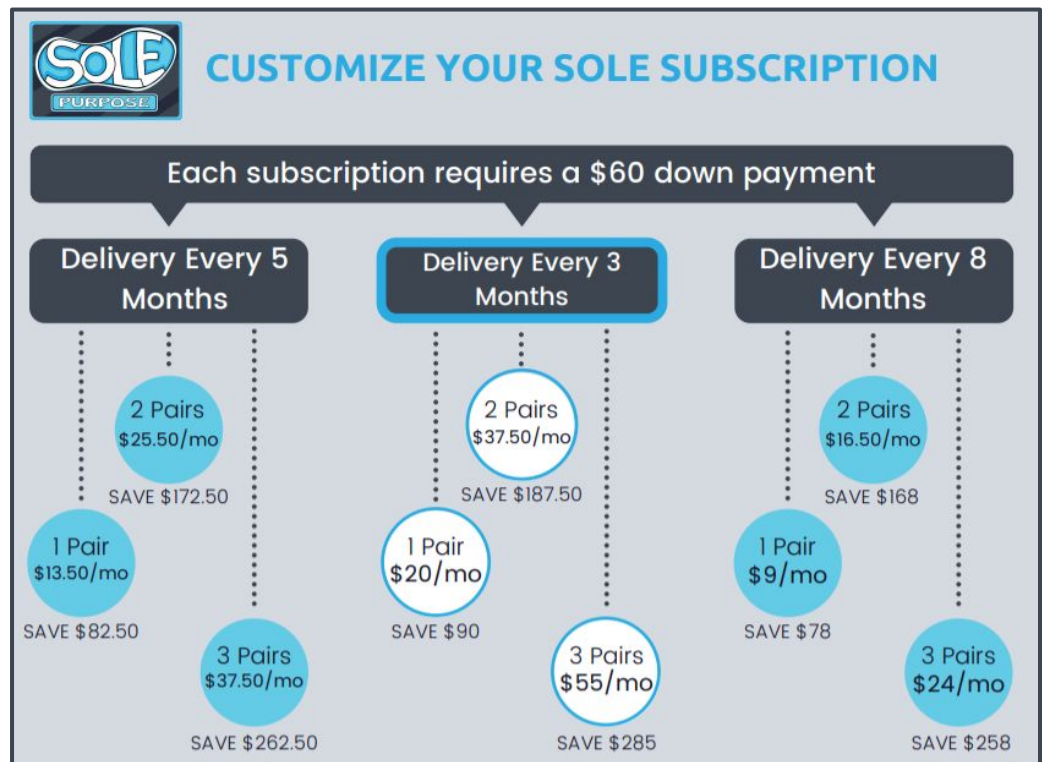 SOLE
PURPOSE
CUSTOMIZE YOUR SOLE SUBSCRIPTION
Each subscription requires a $60 down payment
Delivery Every 5
Months
2 Pairs
$25.50/mo
SAVE $172.50
1 Pair
$13.50/mo
SAVE $82.50
3 Pairs
$37.50/mo
SAVE $262.50
Delivery Every 3
Months
2 Pairs
$37.50/mo
SAVE $187.50
1 Pair
$20/mo
SAVE $90
3 Pairs
$55/mo
SAVE $285
Delivery Every 8
Months
2 Pairs
$16.50/mo
SAVE $168
1 Pair
$9/mo
SAVE $78
3 Pairs
$24/mo
SAVE $258